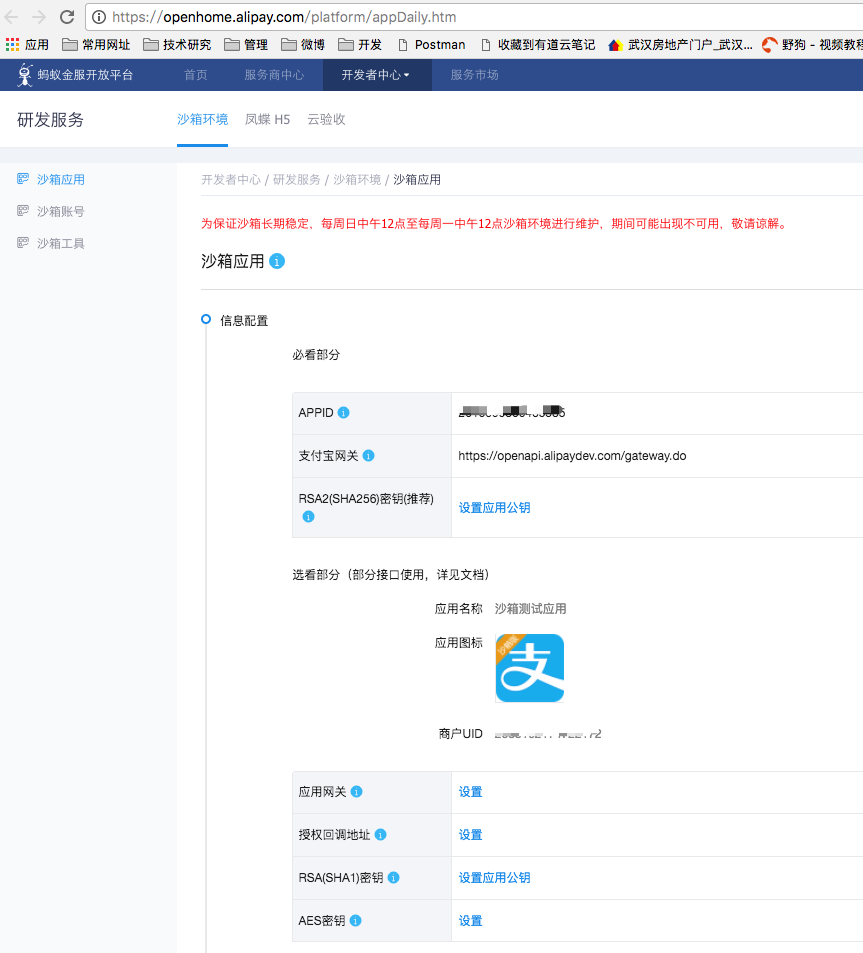 https://openhome.alipay.com/platform/appDaily.htm
应用 常用网址 技术研究 管理 微博 开发 Postman 收藏到有道云笔记 武汉房地产门户_武汉... 野狗 - 视频教程
蚂蚁金服开放平台 首页 服务商中心 开发者中心 服务市场
研发服务 沙箱环境 凤蝶 H5 云验收
沙箱应用
沙箱账号
沙箱工具
开发者中心 / 研发服务 / 沙箱环境 / 沙箱应用
为保证沙箱长期稳定，每周日中午12点至每周一中午12点沙箱环境进行维护，期间可能出现不可用，敬请谅解。
沙箱应用
信息配置
必看部分
APPID
支付宝网关 https://openapi.alipaydev.com/gateway.do
RSA2(SHA256)密钥(推荐) 设置应用公钥
选看部分（部分接口使用，详见文档）
应用名称 沙箱测试应用
应用图标
沙箱版
支
商户UID
应用网关 设置
授权回调地址 设置
RSA(SHA1)密钥 设置应用公钥
AES密钥 设置